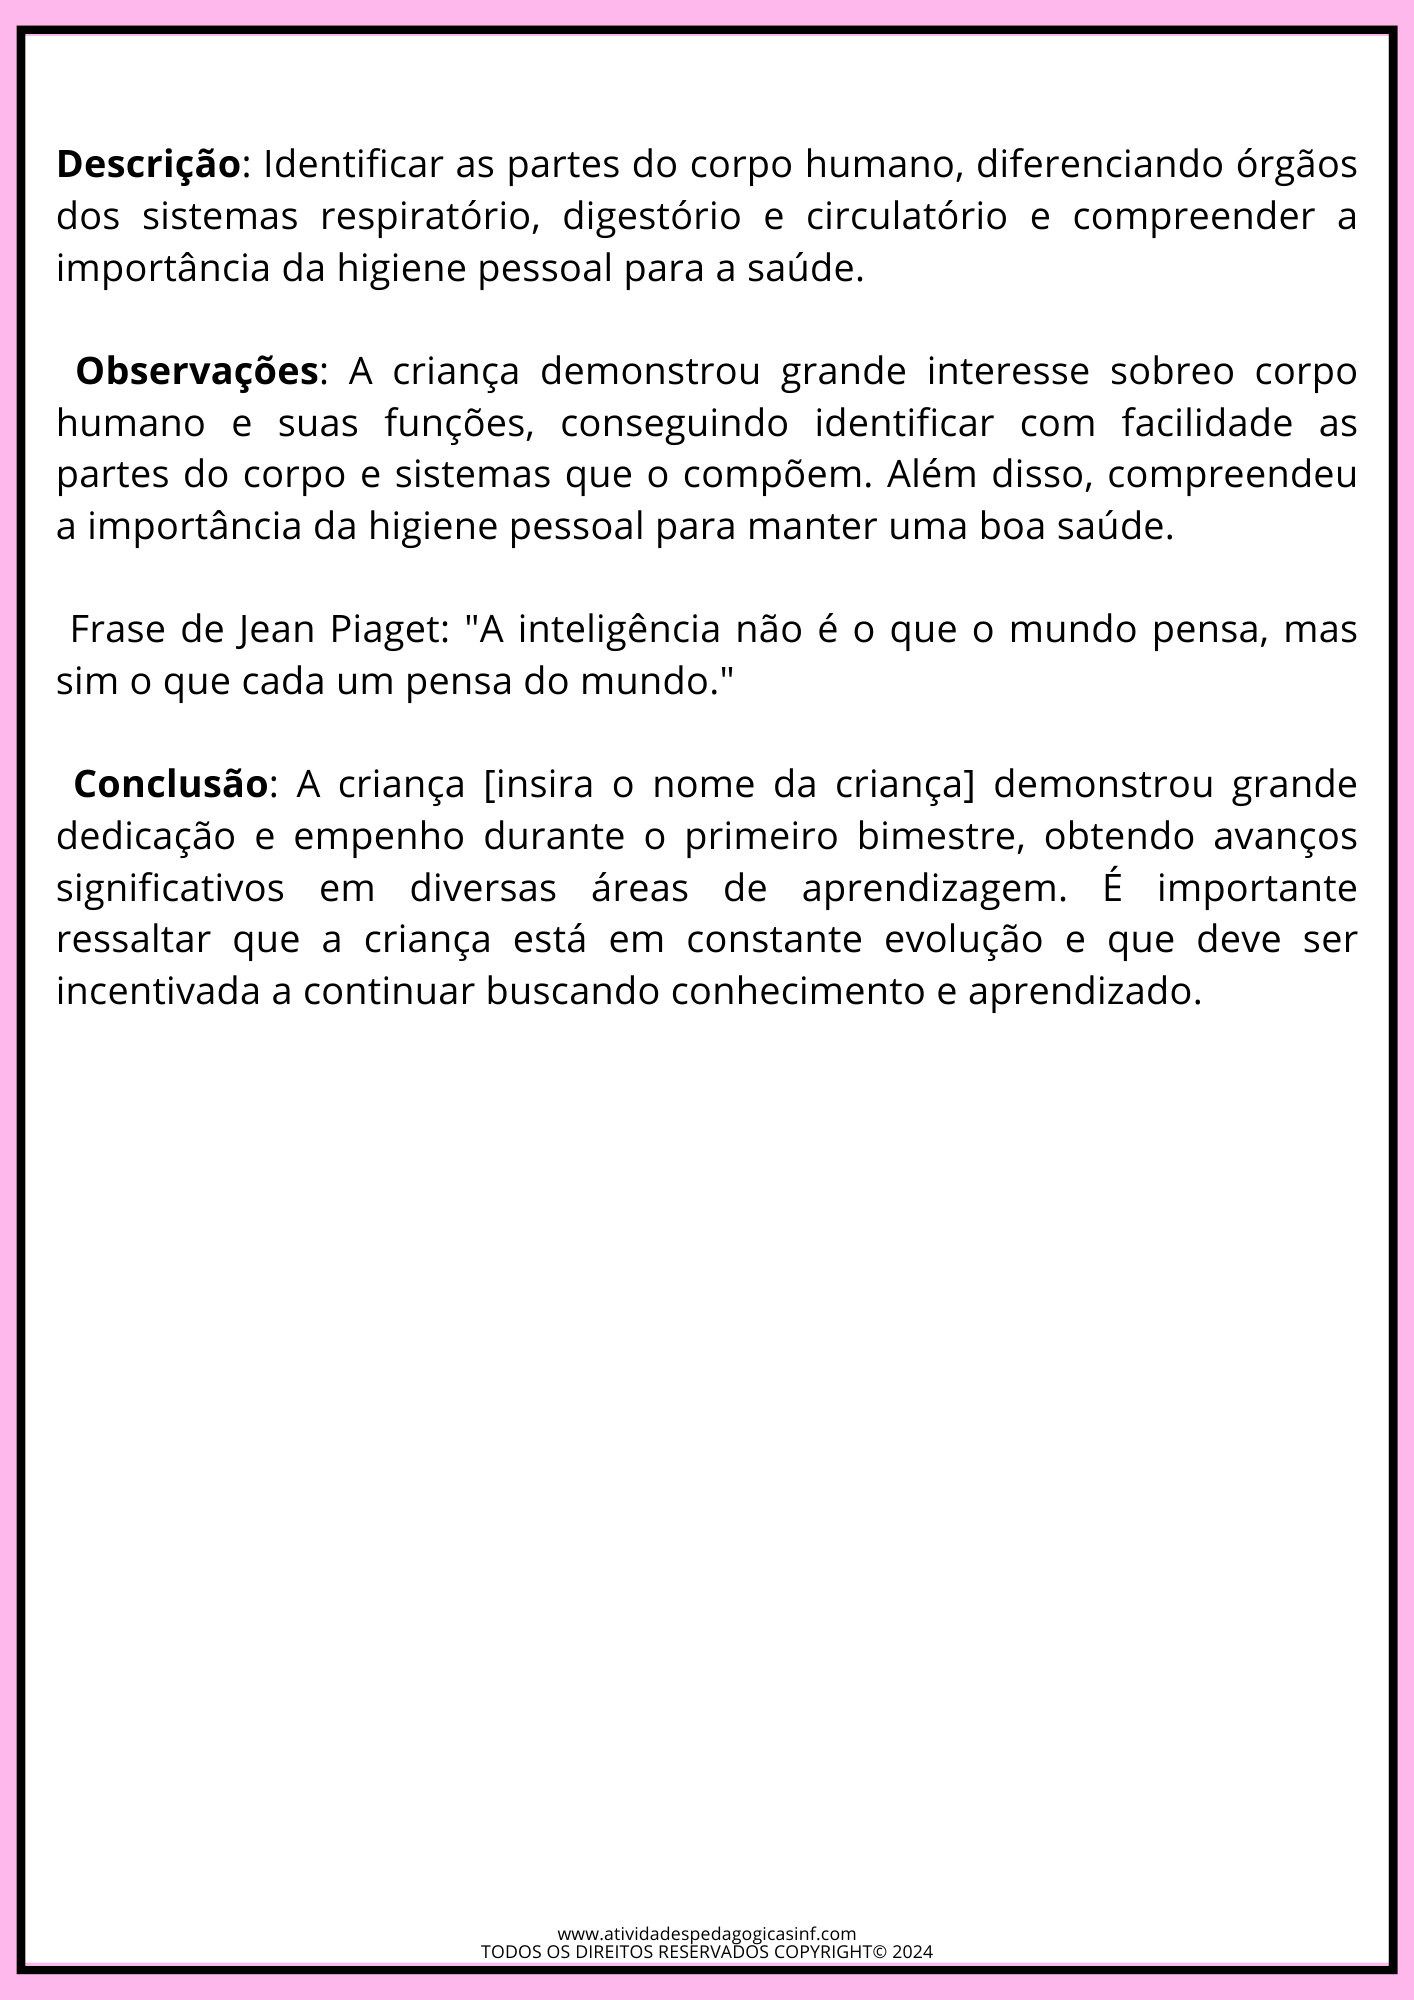 Descrição: Identificar as partes do corpo humano, diferenciando órgãos
dos sistemas respiratório, digestório e circulatório e compreender a
importância da higiene pessoal para a saúde.
Observações: A criança demonstrou grande interesse sobreo corpo
humano e suas funções, conseguindo identificar com facilidade as
partes do corpo e sistemas que o compõem. Além disso, compreendeu
a importância da higiene pessoal para manter uma boa saúde.
Frase de Jean Piaget: "A inteligência não é o que o mundo pensa, mas
sim o que cada um pensa do mundo."
Conclusão: A criança [insira o nome da criança] demonstrou grande
dedicação e empenho durante o primeiro bimestre, obtendo avanços
significativos em diversas áreas de aprendizagem. É importante
ressaltar que a criança está em constante evolução e que deve ser
incentivada a continuar buscando conhecimento e aprendizado.
www.atividadespedagogicasinf.com
TODOS OS DIREITOS RESERVADOS COPYRIGHT© 2024